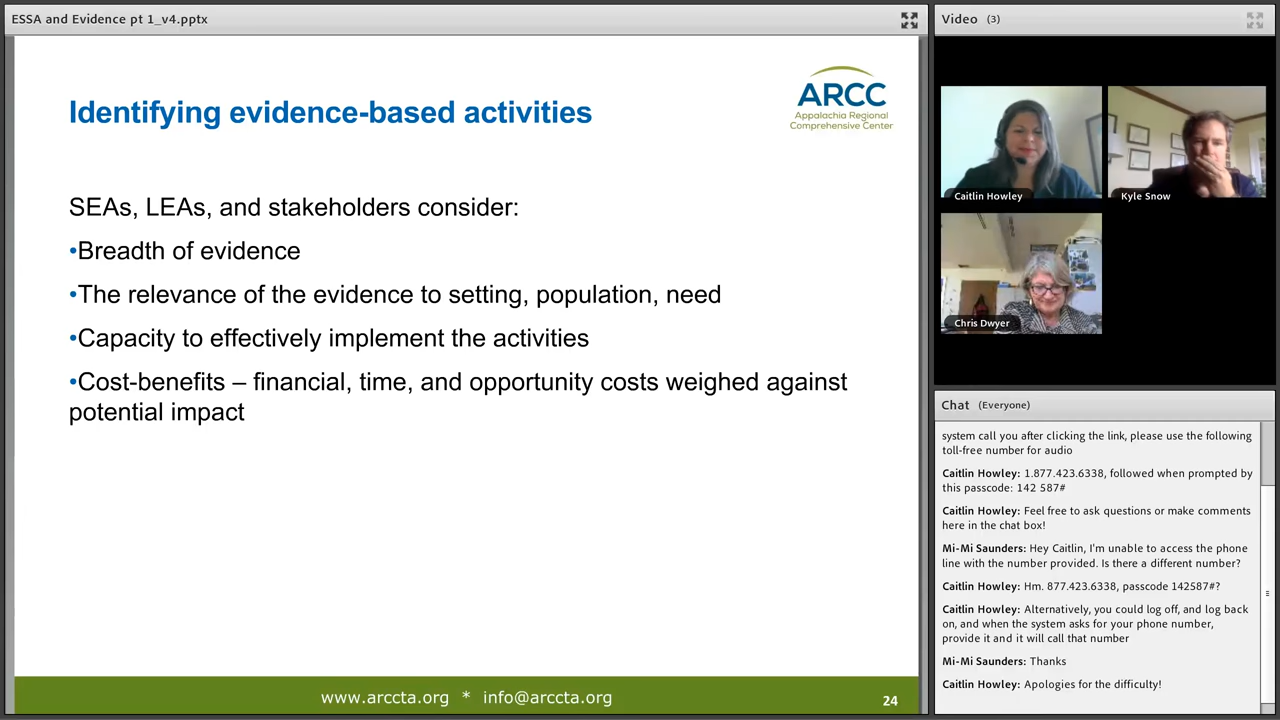 ESSA and Evidence pt 1_v4.pptx
Identifying evidence-based activities
ARCC
Appalachia Regional
Comprehensive Center
SEAs, LEAs, and stakeholders consider:
•Breadth of evidence
•The relevance of the evidence to setting, population, need
•Capacity to effectively implement the activities
•Cost-benefits – financial, time, and opportunity costs weighed against
potential impact
www.arccta.org * info@arccta.org
24
Video (3)
Caitlin Howley
Kyle Snow
Chris Dwyer
Chat (Everyone)
system call you after clicking the link, please use the following
toll-free number for audio
Caitlin Howley: 1.877.423.6338, followed when prompted by
this passcode: 142 587#
Caitlin Howley: Feel free to ask questions or make comments
here in the chat box!
Mi-Mi Saunders: Hey Caitlin, I'm unable to access the phone
line with the number provided. Is there a different number?
Caitlin Howley: Hm. 877.423.6338, passcode 142587#?
Caitlin Howley: Alternatively, you could log off, and log back
on, and when the system asks for your phone number,
provide it and it will call that number
Mi-Mi Saunders: Thanks
Caitlin Howley: Apologies for the difficulty!